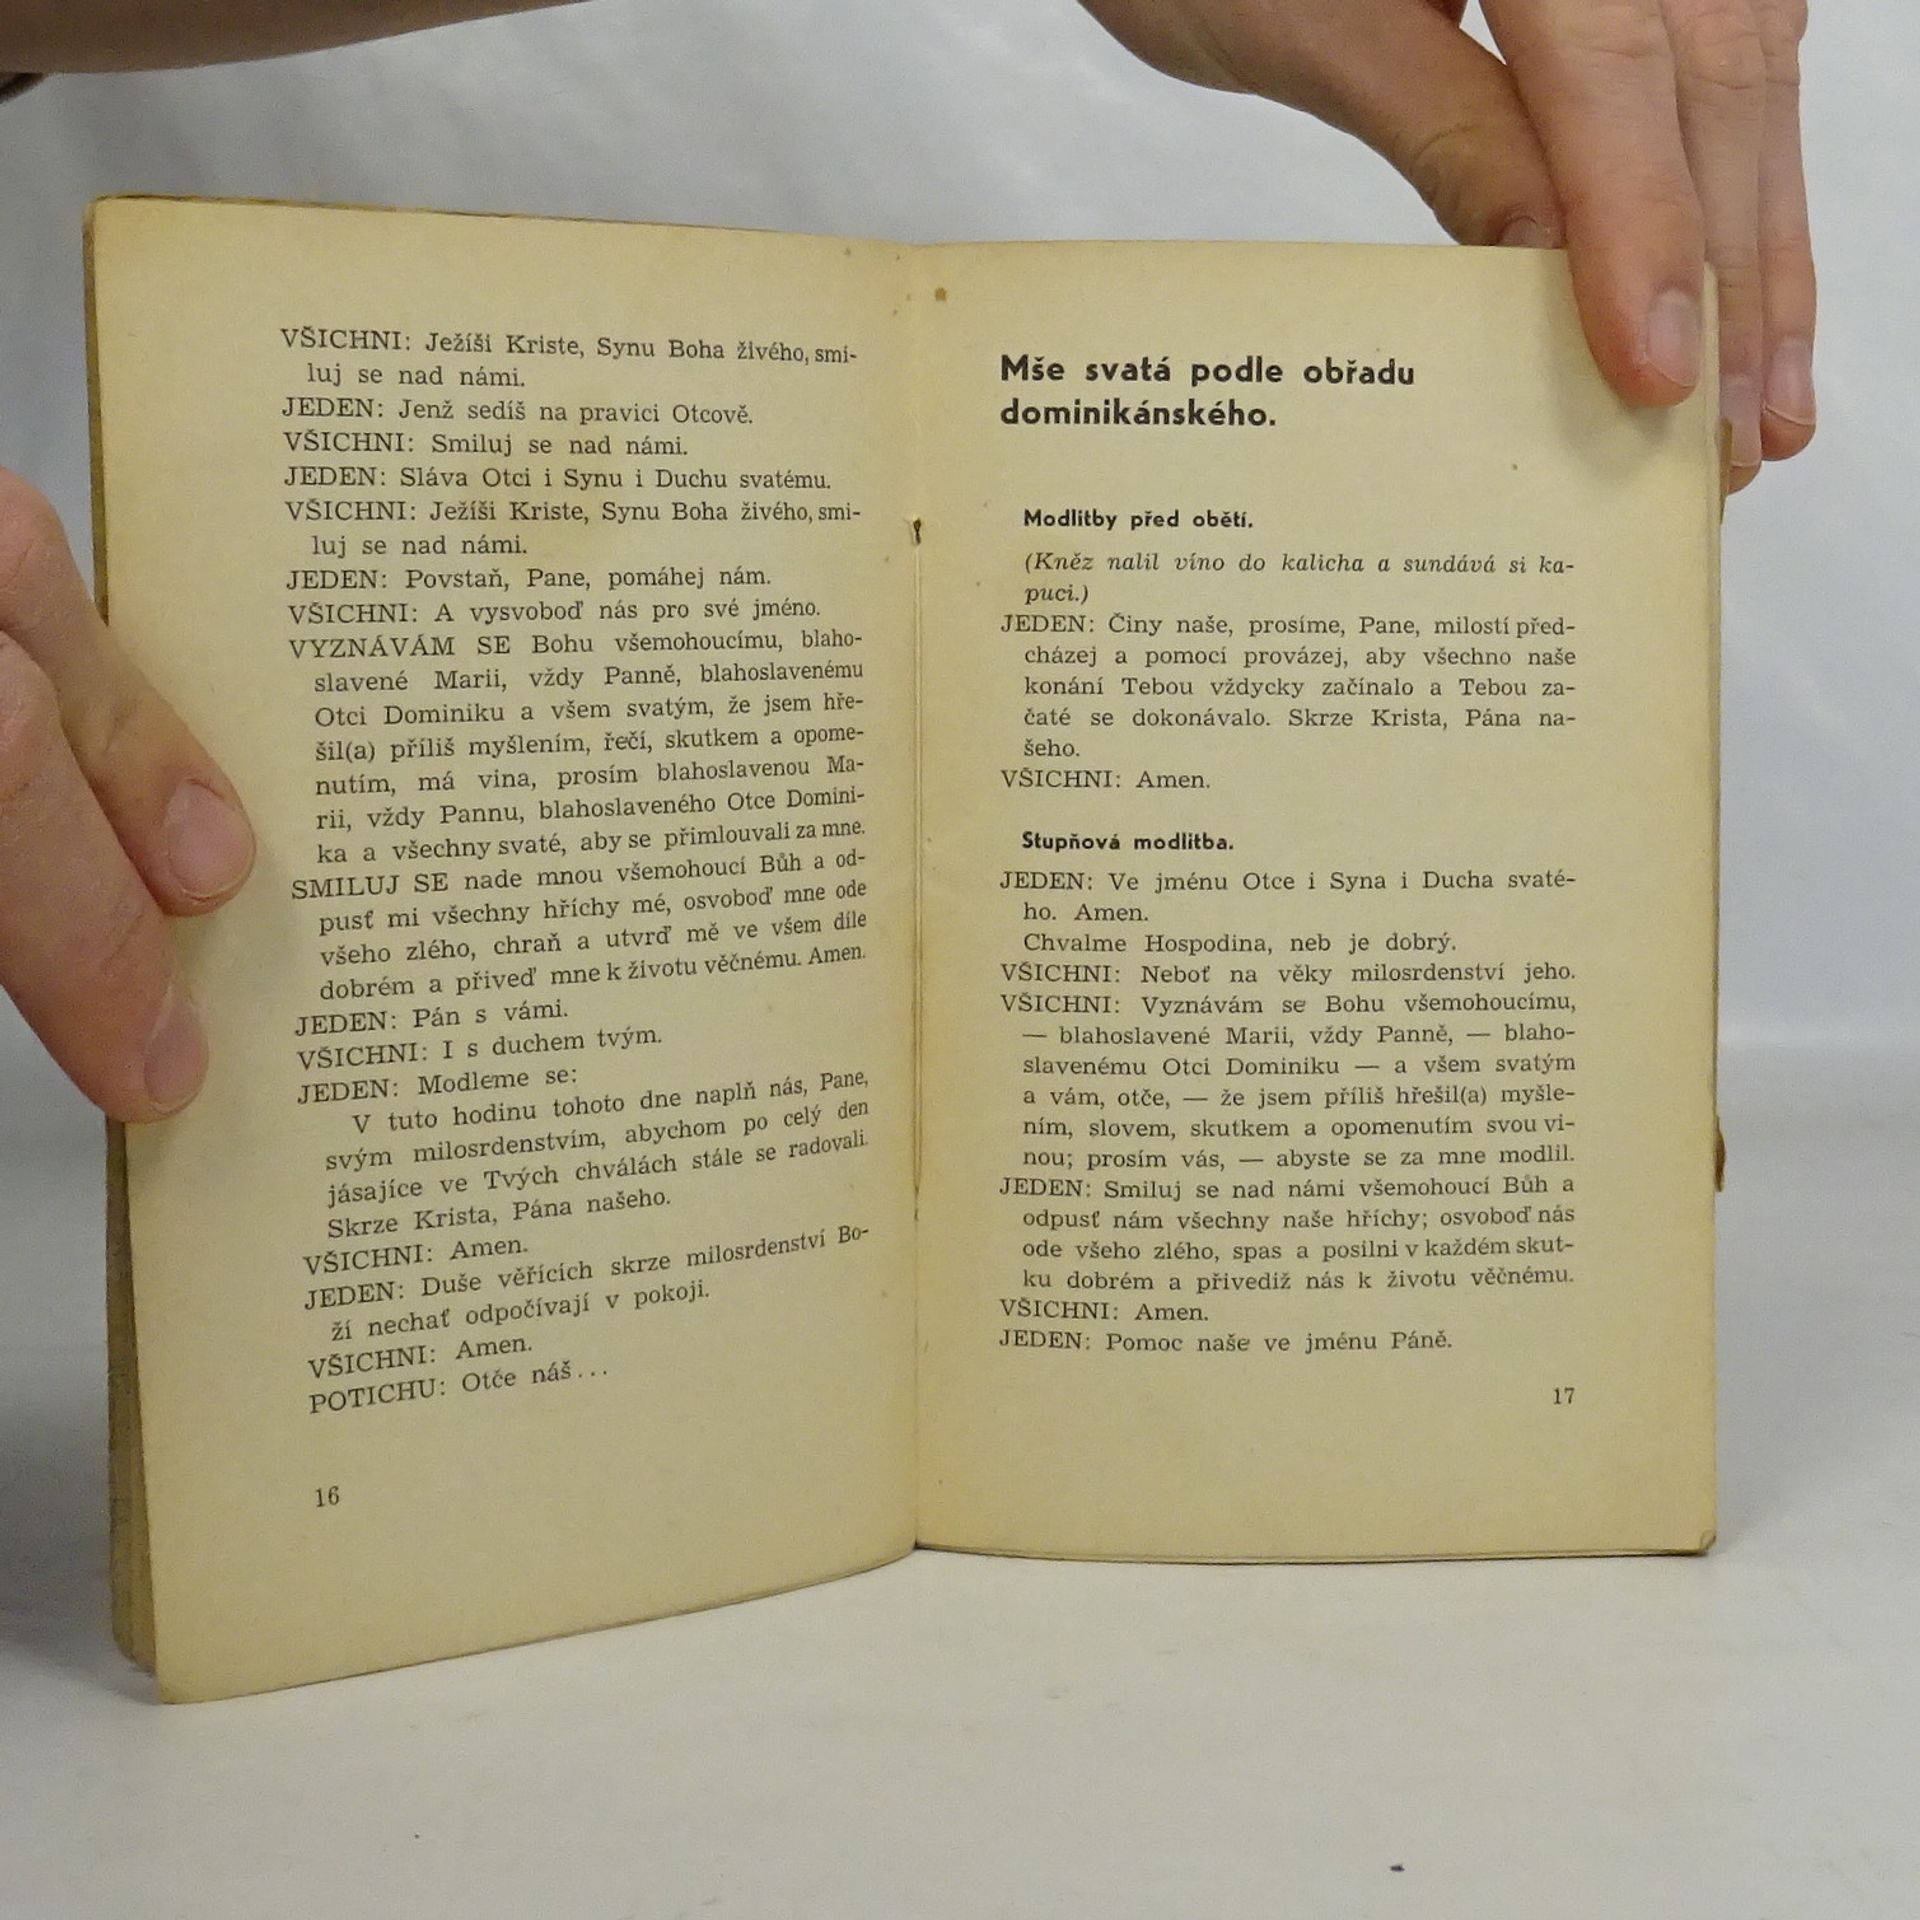 VŠICHNI: Ježíši Kriste, Synu Boha živého, smi-
luj se nad námi.
JEDEN: Jenž sedíš na pravici Otcově.
VŠICHNI: Smiluj se nad námi.
JEDEN: Sláva Otci i Synu i Duchu svatému.
VŠICHNI: Ježíši Kriste, Synu Boha živého, smi-
luj se nad námi.
JEDEN: Povstaň, Pane, pomáhej nám.
VŠICHNI: A vysvoboď nás pro své jméno.
VYZNÁVÁM SE Bohu všemohoucímu, blaho-
slavené Marii, vždy Panně, blahoslavenému
Otci Dominiku a všem svatým, že jsem hře-
šil(a) příliš myšlením, řečí, skutkem a opome-
nutím, má vina, prosím blahoslavenou Ma-
rii, vždy Pannu, blahoslaveného Otce Domini-
ka a všechny svaté, aby se přimlouvali za mne.
SMILUJ SE nade mnou všemohoucí Bůh a od-
pusť mi všechny hříchy mé, osvoboď mne ode
všeho zlého, chraň a utvrď mě ve všem díle
dobrém a přiveď mne k životu věčnému. Amen.
JEDEN: Pán s vámi.
VŠICHNI: I s duchem tvým.
JEDEN: Modleme se:
V tuto hodinu tohoto dne naplň nás, Pane,
svým milosrdenstvím, abychom po celý den
jásajíce ve Tvých chválách stále se radovali.
Skrze Krista, Pána našeho.
VŠICHNI: Amen.
JEDEN: Duše věřících skrze milosrdenství Bo-
ží nechať odpočívají v pokoji.
VŠICHNI: Amen.
POTICHU: Otče náš...
16
Mše svatá podle obřadu
dominikánského.
Modlitby před obětí.
(Kněz nalil víno do kalicha a sundává si ka-
puci.)
JEDEN: Činy naše, prosíme, Pane, milostí před-
cházej a pomocí provázej, aby všechno naše
konání Tebou vždycky začínalo a Tebou za-
čaté se dokonávalo. Skrze Krista, Pána na-
šeho.
VŠICHNI: Amen.
Stupňová modlitba.
JEDEN: Ve jménu Otce i Syna i Ducha svaté-
ho. Amen.
Chvalme Hospodina, neb je dobrý.
VŠICHNI: Neboť na věky milosrdenství jeho.
VŠICHNI: Vyznávám se Bohu všemohoucímu,
— blahoslavené Marii, vždy Panně, — blaho-
slavenému Otci Dominiku — a všem svatým
a vám, otče, — že jsem příliš hřešil(a) myšle-
ním, slovem, skutkem a opomenutím svou vi-
nou; prosím vás, — abyste se za mne modlil.
JEDEN: Smiluj se nad námi všemohoucí Bůh a
odpusť nám všechny naše hříchy; osvoboď nás
ode všeho zlého, spas a posilni v každém skut-
ku dobrém a přivediž nás k životu věčnému.
VŠICHNI: Amen.
JEDEN: Pomoc naše ve jménu Páně.
17